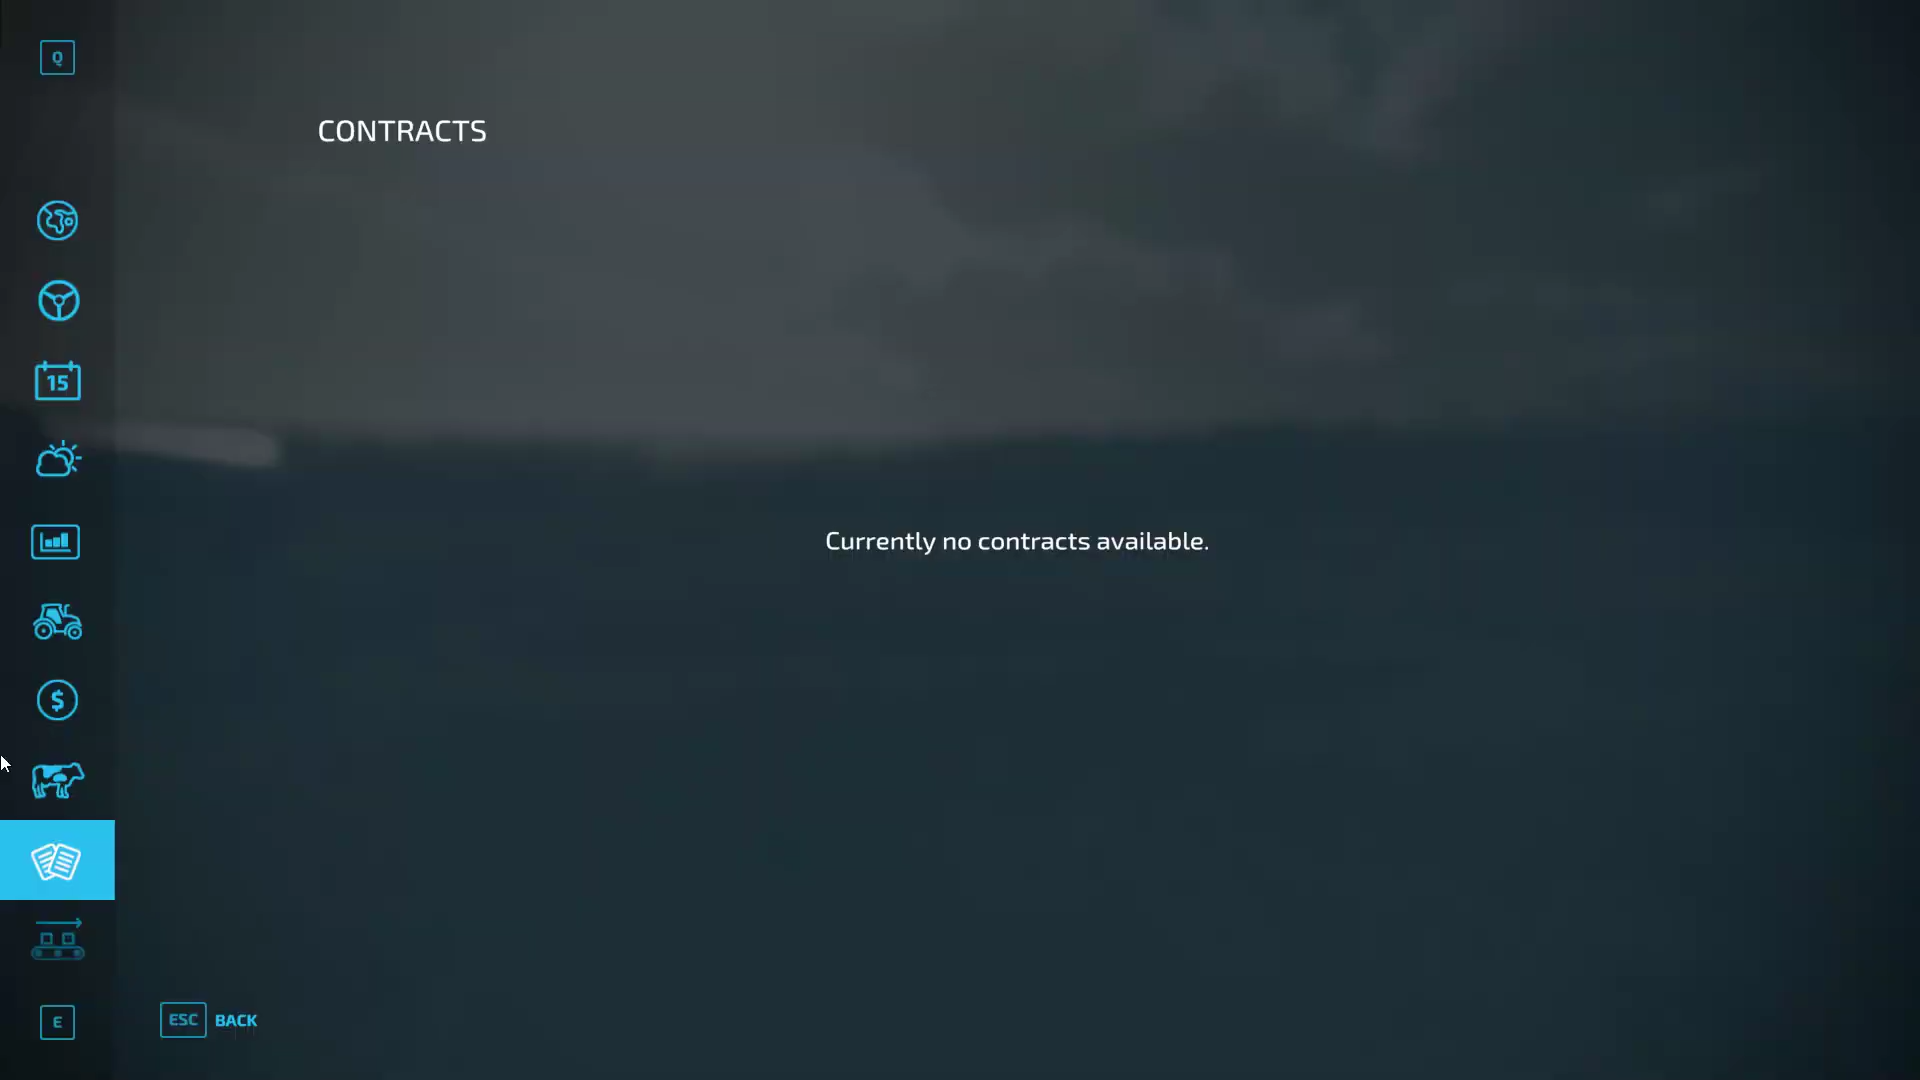 Q
CONTRACTS
15
$
Currently no contracts available.
E
ESC BACK